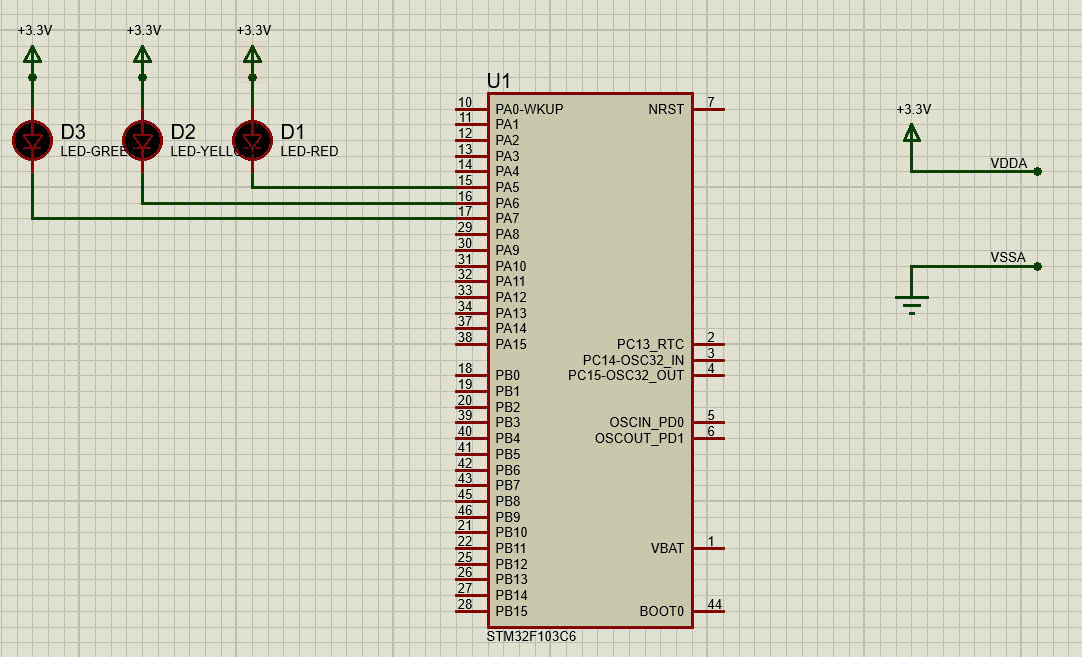 +3.3V +3.3V +3.3V
D3 D2 D1
LED-GREE LED-YELL LED-RED
U1
10 PA0-WKUP NRST 7
11 PA1
12 PA2
13 PA3
14 PA4
15 PA5
16 PA6
17 PA7
29 PA8
30 PA9
31 PA10
32 PA11
33 PA12
34 PA13
37 PA14
38 PA15 PC13_RTC 2
PC14-OSC32_IN 3
18 PB0 PC15-OSC32_OUT 4
19 PB1
20 PB2
39 PB3 OSCIN_PD0 5
40 PB4 OSCOUT_PD1 6
41 PB5
42 PB6
43 PB7
45 PB8
46 PB9
21 PB10
22 PB11 VBAT 1
25 PB12
26 PB13
27 PB14
28 PB15 BOOT0 44
STM32F103C6
+3.3V
VDDA
VSSA